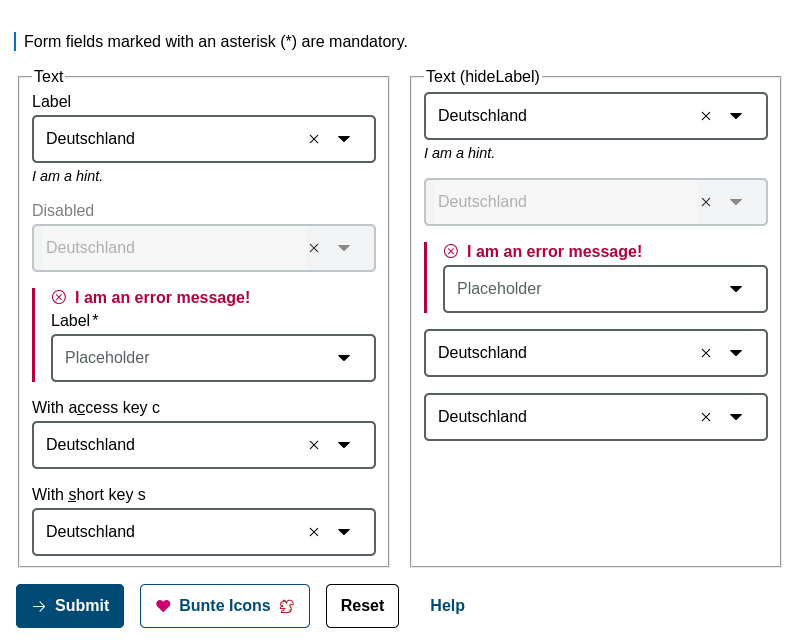 Form fields marked with an asterisk (*) are mandatory.
Text
Label
Deutschland
I am a hint.
Disabled
Deutschland
I am an error message!
Label*
Placeholder
With access key c
Deutschland
With short key s
Deutschland
Text (hideLabel)
Deutschland
I am a hint.
Deutschland
I am an error message!
Placeholder
Deutschland
Deutschland
Submit
Bunte Icons
Reset
Help